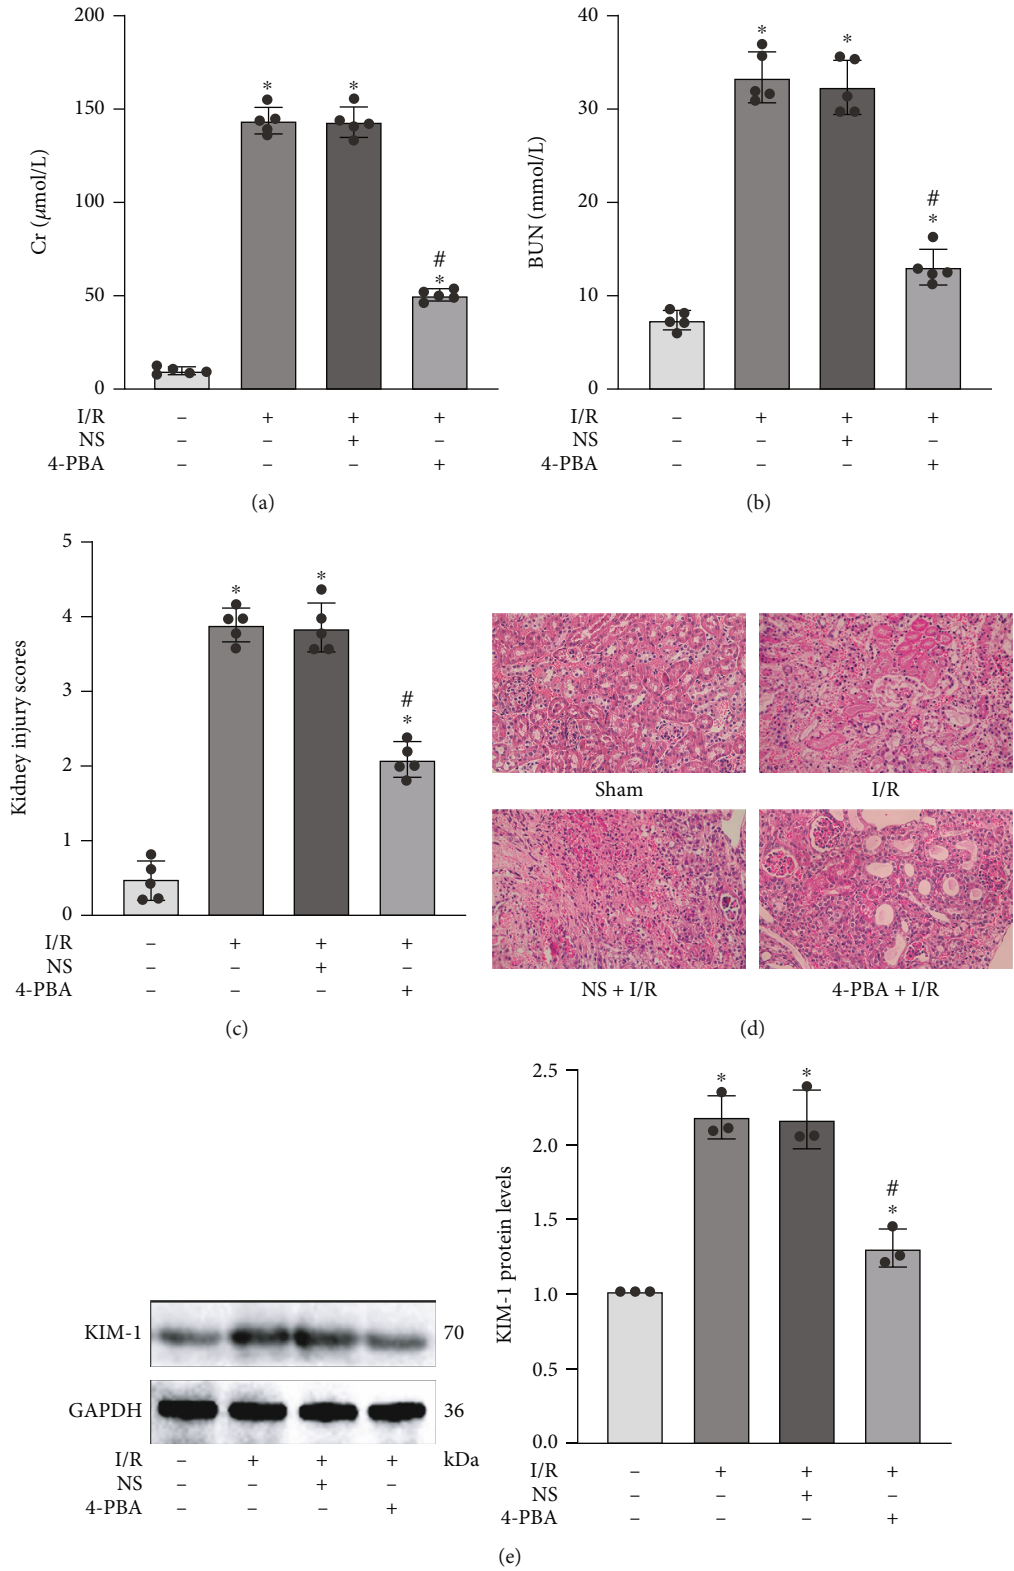 200
150
100
50
0
Cr (μmol/L)
*
*
#
*
I/R – + + +
NS – – + –
4-PBA – – – +
(a)
40
30
20
10
0
BUN (mmol/L)
*
*
#
*
I/R – + + +
NS – – + –
4-PBA – – – +
(b)
5
4
3
2
1
0
Kidney injury scores
*
*
#
*
I/R – + + +
NS – – + –
4-PBA – – – +
(c)
Sham I/R
NS + I/R 4-PBA + I/R
(d)
KIM-1 70
GAPDH 36
I/R – + + + kDa
NS – – + –
4-PBA – – – +
2.5
2.0
1.5
1.0
0.5
0.0
KIM-1 protein levels
*
*
#
*
I/R – + + +
NS – – + –
4-PBA – – – +
(e)